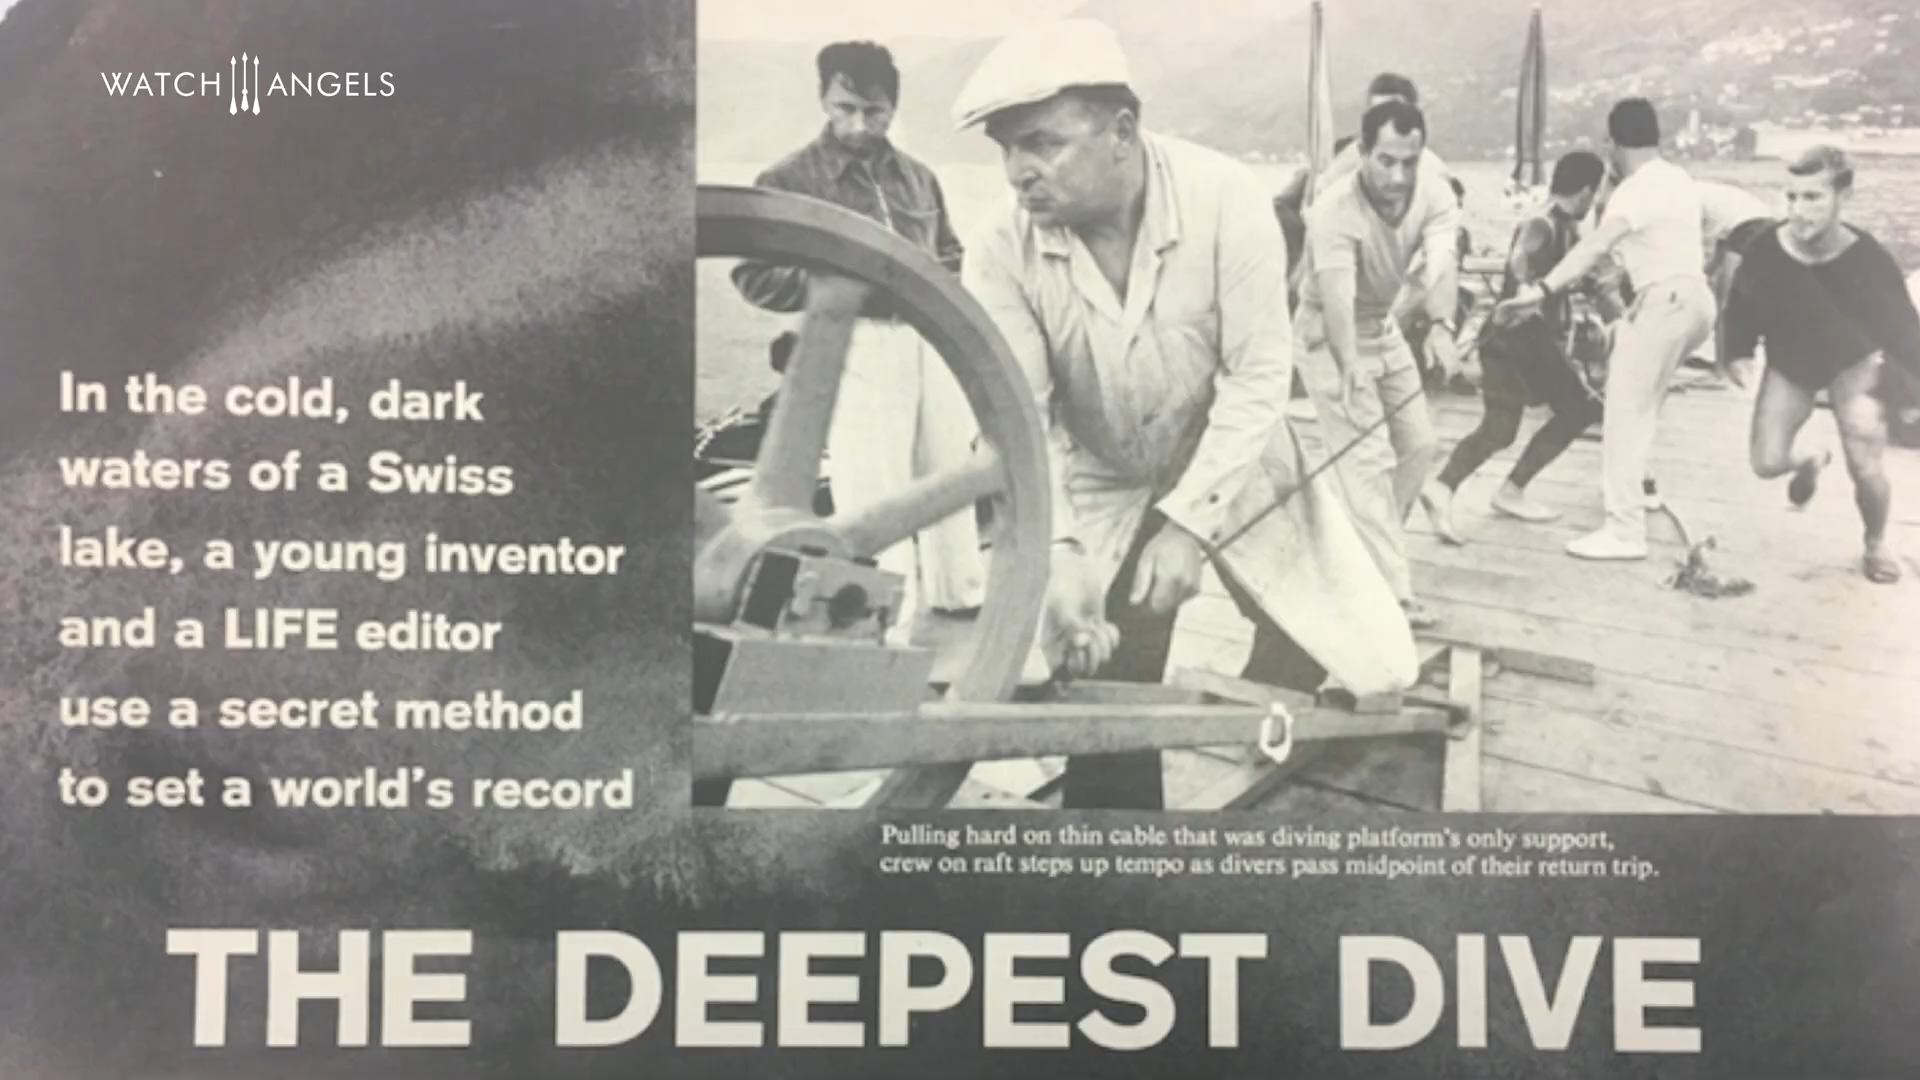 WATCH ANGELS
In the cold, dark
waters of a Swiss
lake, a young inventor
and a LIFE editor
use a secret method
to set a world's record
Pulling hard on thin cable that was diving platform's only support,
crew on raft steps up tempo as divers pass midpoint of their return trip.
THE DEEPEST DIVE